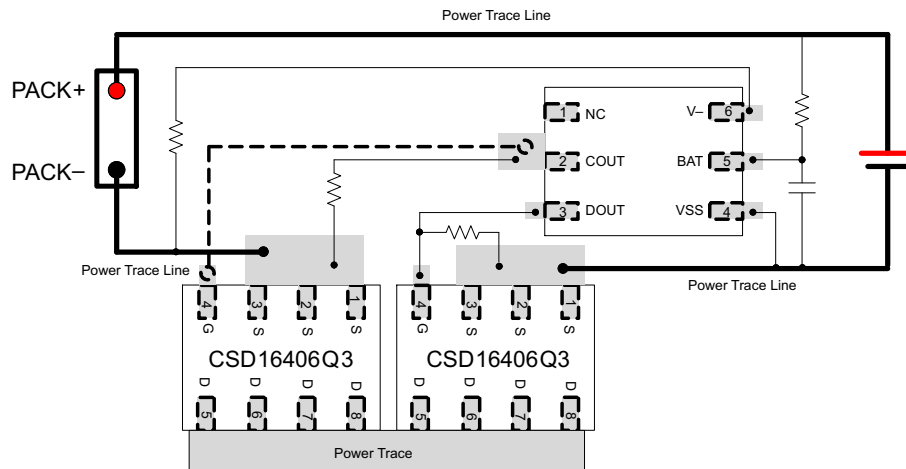 Power Trace Line
PACK+
PACK–
1 NC
V– 6
2 COUT
BAT 5
3 DOUT
VSS 4
Power Trace Line
Power Trace Line
4 3 2 1
G S S S
4 3 2 1
G S S S
CSD16406Q3
CSD16406Q3
D D D D
5 6 7 8
D D D D
5 6 7 8
Power Trace